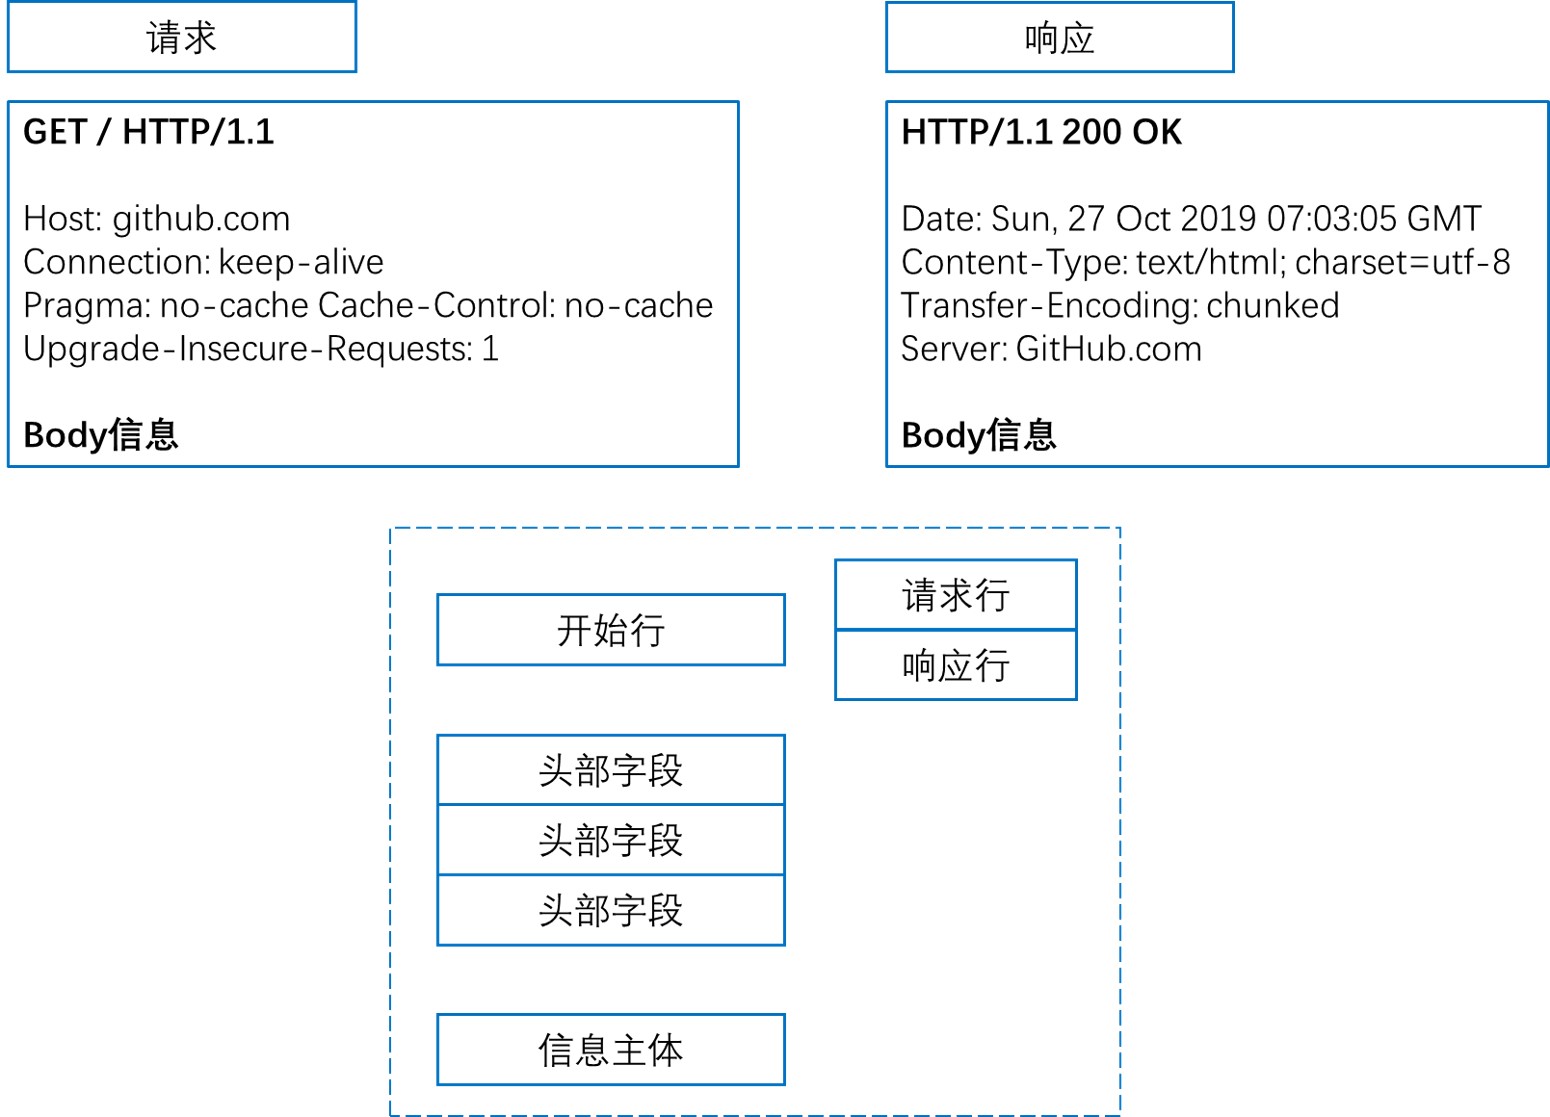 请求
GET / HTTP/1.1
Host: github.com
Connection: keep-alive
Pragma: no-cache Cache-Control: no-cache
Upgrade-Insecure-Requests: 1
Body信息
响应
HTTP/1.1 200 OK
Date: Sun, 27 Oct 2019 07:03:05 GMT
Content-Type: text/html; charset=utf-8
Transfer-Encoding: chunked
Server: GitHub.com
Body信息
开始行
请求行
响应行
头部字段
头部字段
头部字段
信息主体